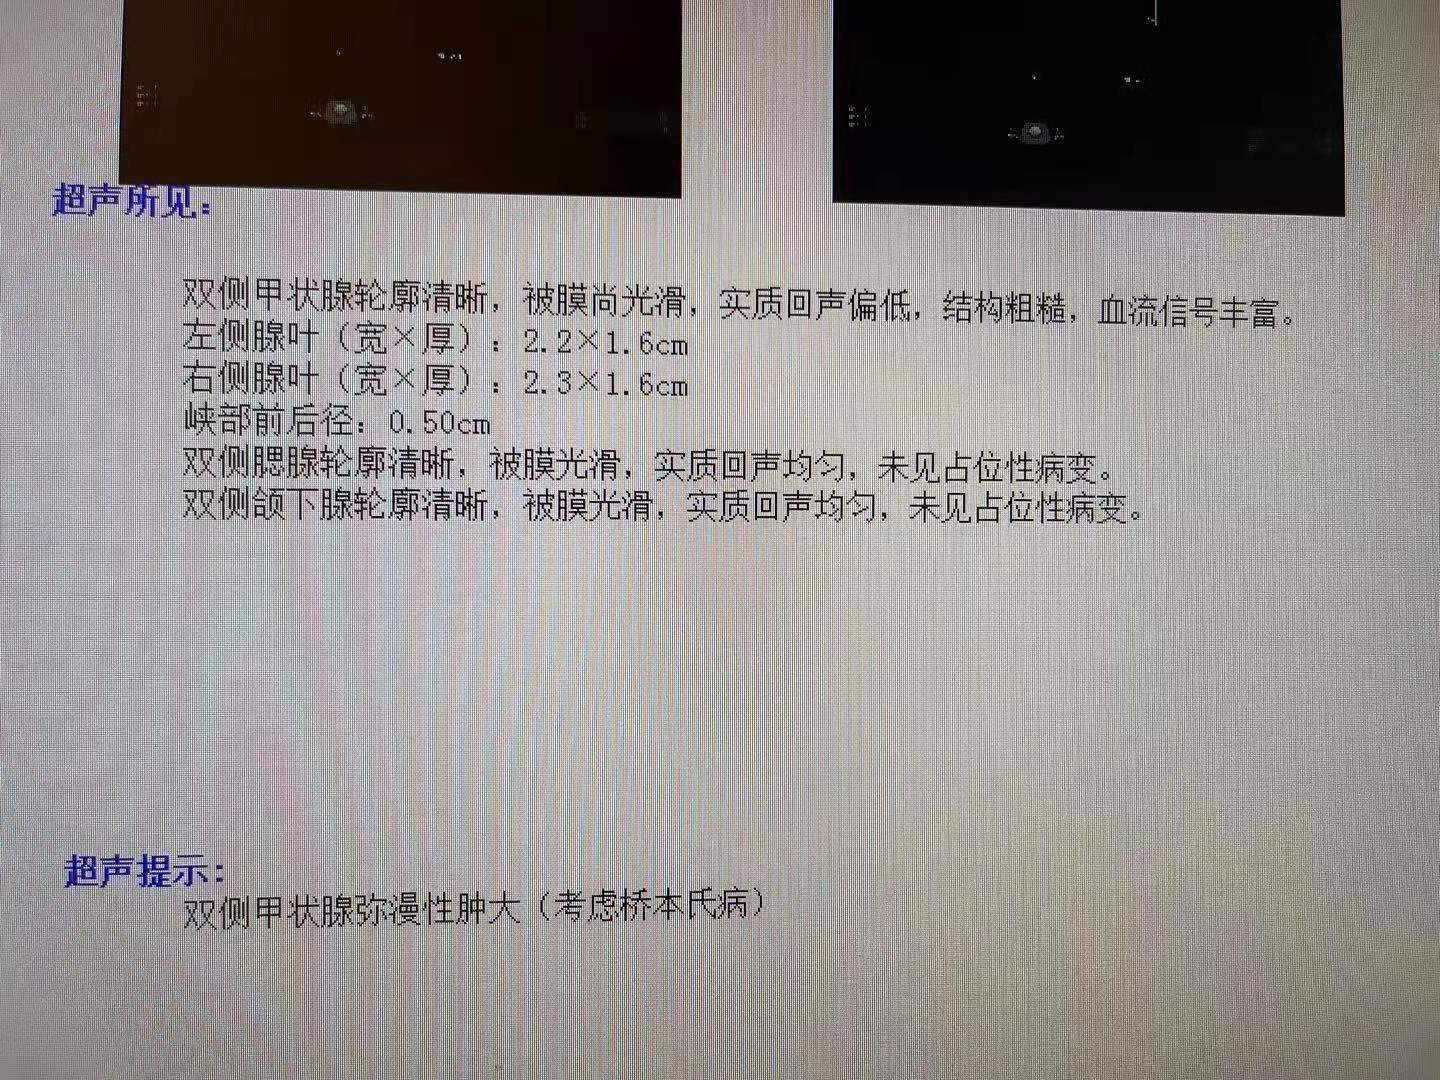 超声所见：
双侧甲状腺轮廓清晰，被膜尚光滑，实质回声偏低，结构粗糙，血流信号丰富。
左侧腺叶（宽×厚）：2.2×1.6cm
右侧腺叶（宽×厚）：2.3×1.6cm
峡部前后径：0.50cm
双侧腮腺轮廓清晰，被膜光滑，实质回声均匀，未见占位性病变。
双侧颌下腺轮廓清晰，被膜光滑，实质回声均匀，未见占位性病变。
超声提示：
双侧甲状腺弥漫性肿大（考虑桥本氏病）